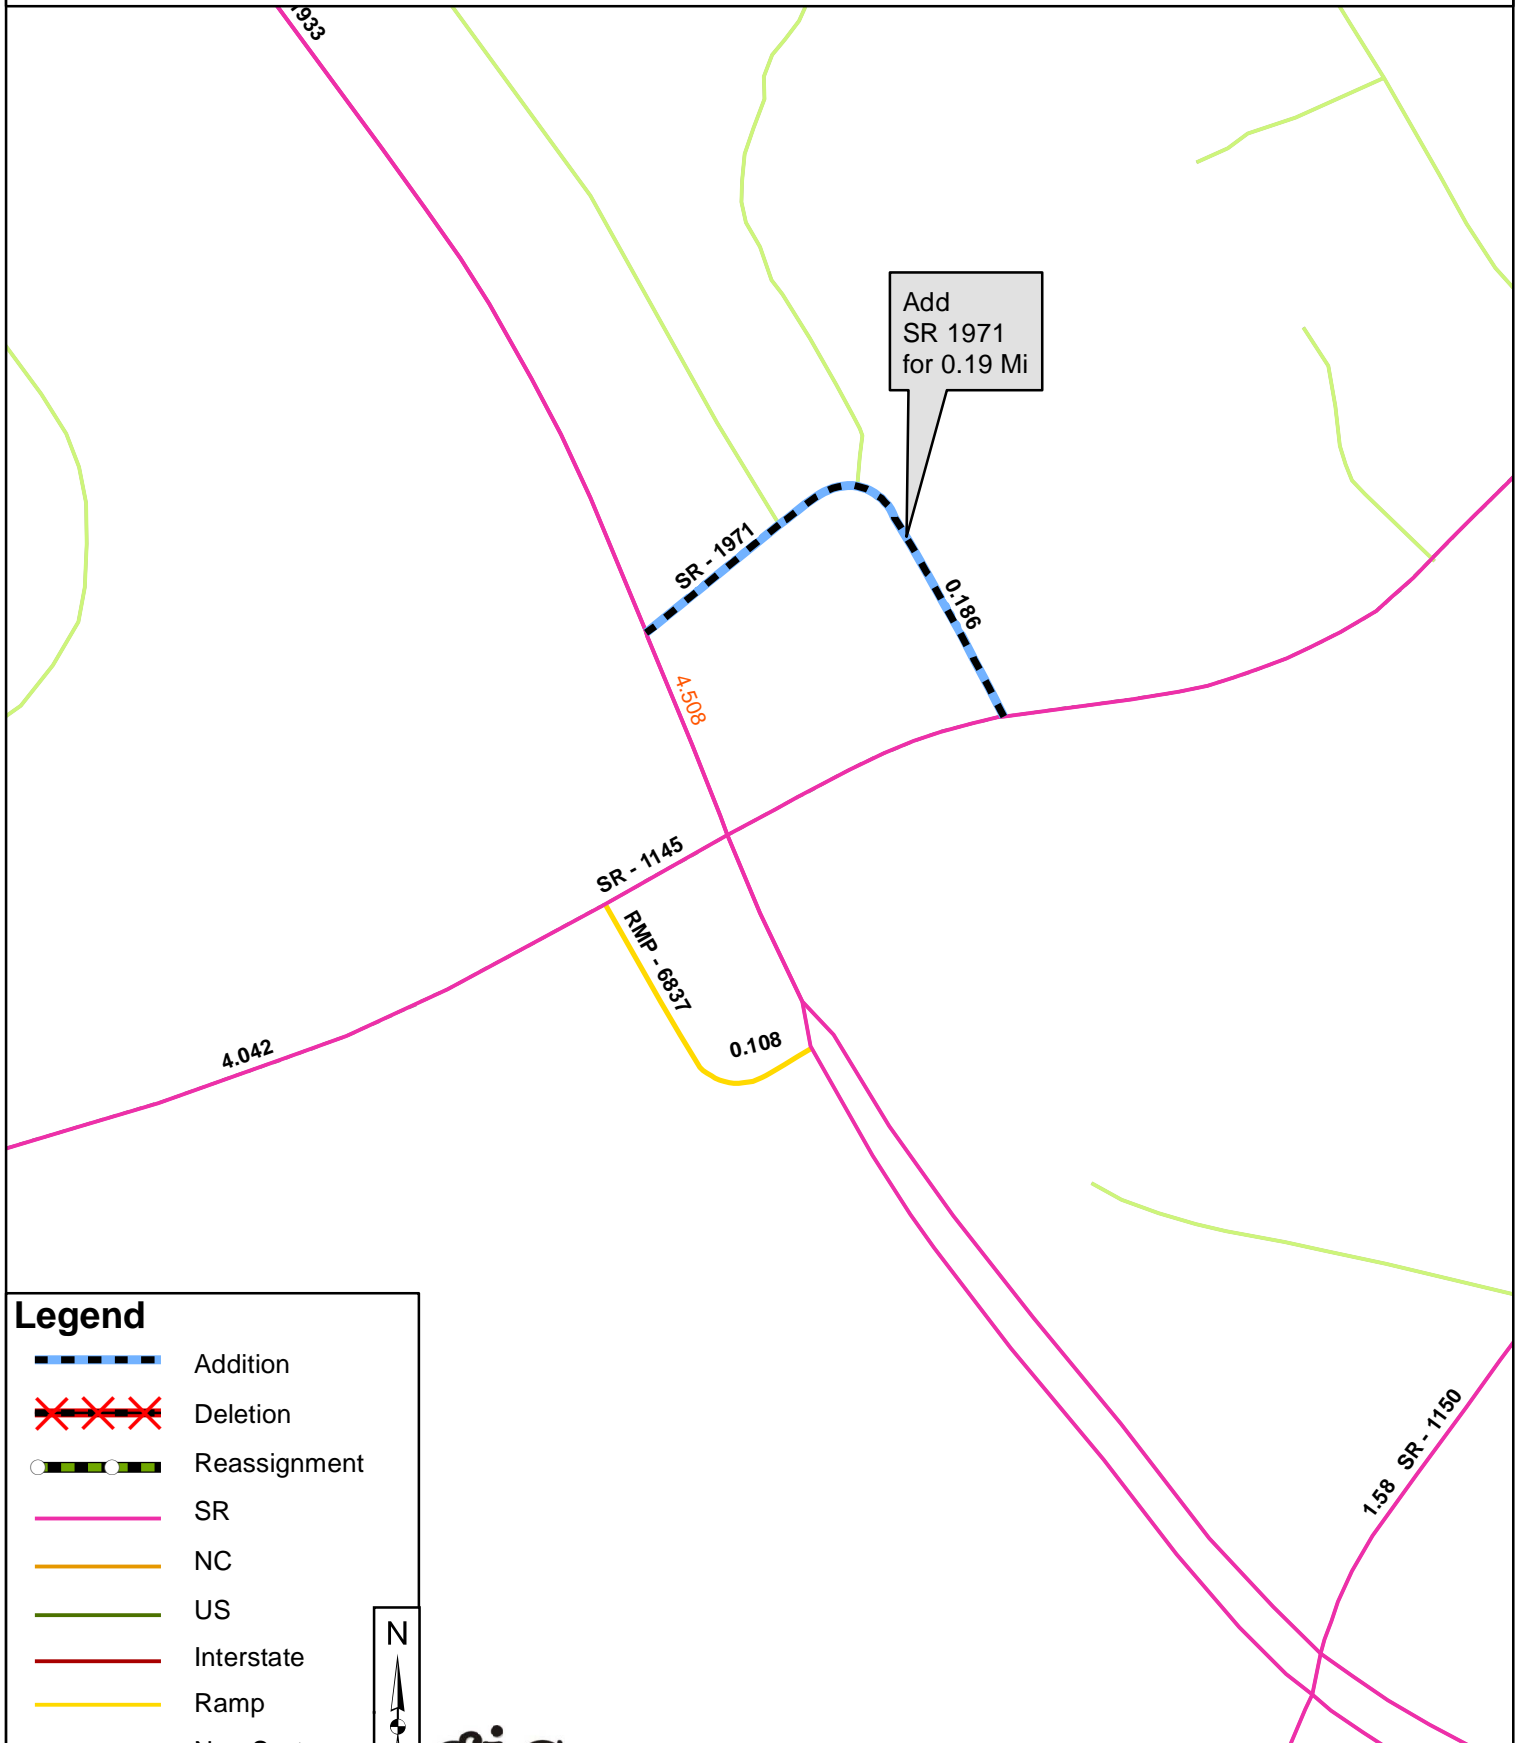 1933
Add
SR 1971
for 0.19 Mi
SR - 1971
0.186
4.508
SR - 1145
RMP - 6837
0.108
4.042
1.58 SR - 1150
Legend
Addition
Deletion
Reassignment
SR
NC
US
Interstate
Ramp
N